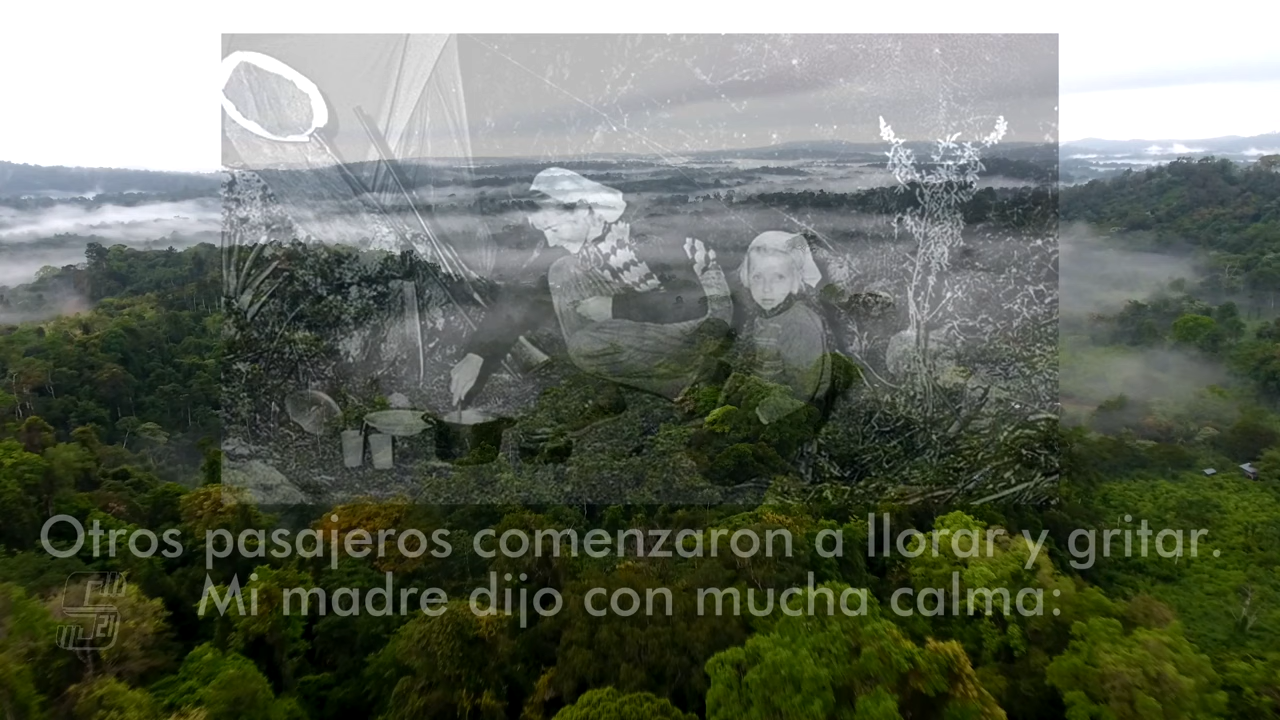 Otros pasajeros comenzaron a llorar y gritar.
Mi madre dijo con mucha calma: